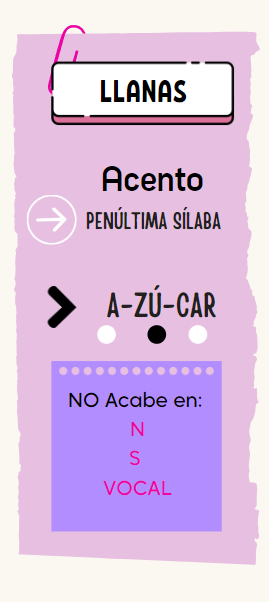 LLANAS
Acento
PENÚLTIMA SÍLABA
A-ZÚ-CAR
NO Acabe en:
N
S
VOCAL